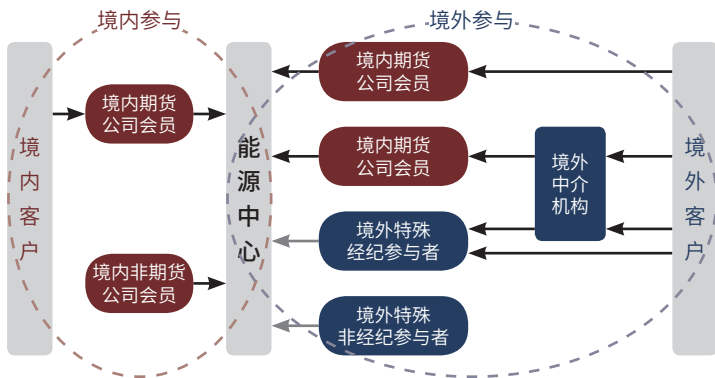 境内参与
境外参与
境内客户
境内期货
公司会员
境内非期货
公司会员
能源中心
境内期货
公司会员
境内期货
公司会员
境外特殊
经纪参与者
境外特殊
非经纪参与者
境外
中介
机构
境外客户